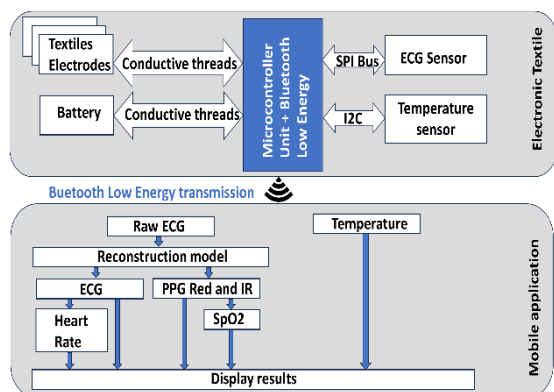 Textiles
Electrodes
Conductive threads
Battery
Conductive threads
Microcontroller
Unit + Bluetooth
Low Energy
SPI Bus
ECG Sensor
I2C
Temperature
sensor
Electronic Textile
Buetooth Low Energy transmission
Raw ECG
Temperature
Reconstruction model
ECG
PPG Red and IR
Heart
Rate
SpO2
Display results
Mobile application